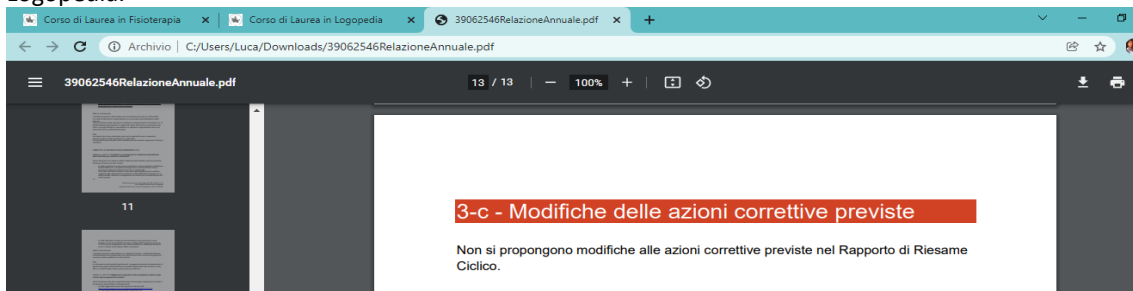 Logopedia.
Corso di Laurea in Fisioterapia
Corso di Laurea in Logopedia
39062546RelazioneAnnuale.pdf
Archivio | C:/Users/Luca/Downloads/39062546RelazioneAnnuale.pdf
39062546RelazioneAnnuale.pdf
13 / 13
100%
11
3-c - Modifiche delle azioni correttive previste
Non si propongono modifiche alle azioni correttive previste nel Rapporto di Riesame
Ciclico.